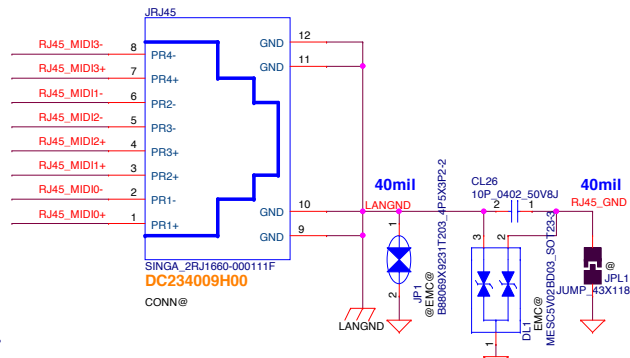 JRJ45
RJ45_MIDI3- 8 PR4- GND 12
RJ45_MIDI3+ 7 PR4+ GND 11
RJ45_MIDI1- 6 PR2-
RJ45_MIDI2- 5 PR3-
RJ45_MIDI2+ 4 PR3+
RJ45_MIDI1+ 3 PR2+
RJ45_MIDI0- 2 PR1- GND 10
RJ45_MIDI0+ 1 PR1+ GND 9
SINGA_2RJ1660-000111F
DC234009H00
CONN@
40mil
LANGND
LANGND
1
2
JP1
@EMC@
B88069X9231T203_4P5X3P2-2
CL26
10P_0402_50V8J
2 1
3
2
1
DL1
EMC@
MESC5V02BD03_SOT23-3
40mil
RJ45_GND
@
JPL1
JUMP_43X118